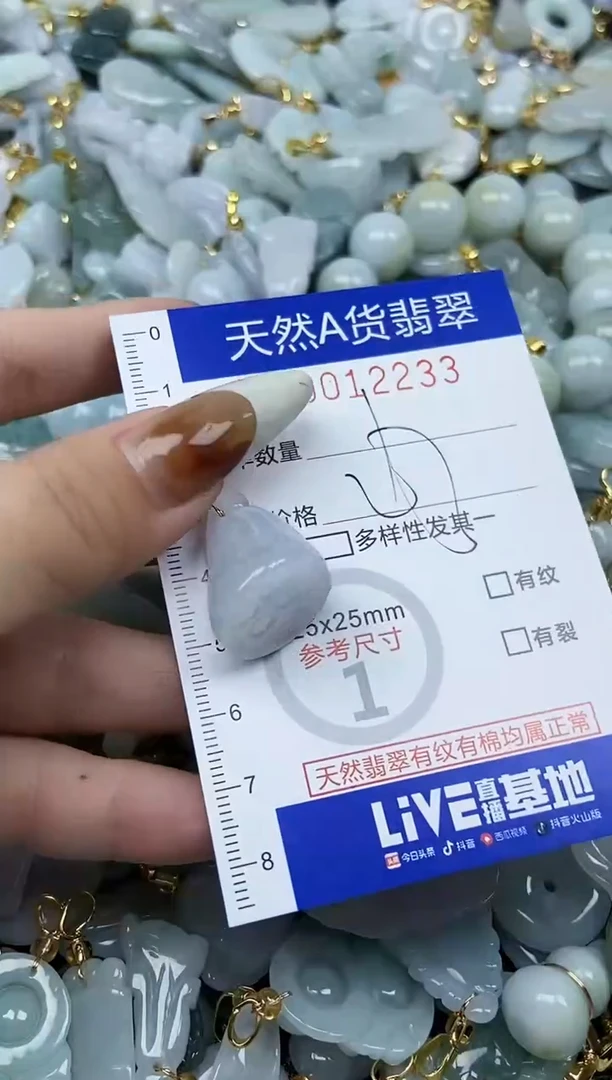 0
天然A货翡翠
1
012233
数量
价格
多样性发其一
4
有纹
25x25mm
5
参考尺寸
有裂
1
6
天然翡翠有纹有棉均属正常
7
LiVE直播基地
8
今日头条 抖音 西瓜视频 抖音火山版